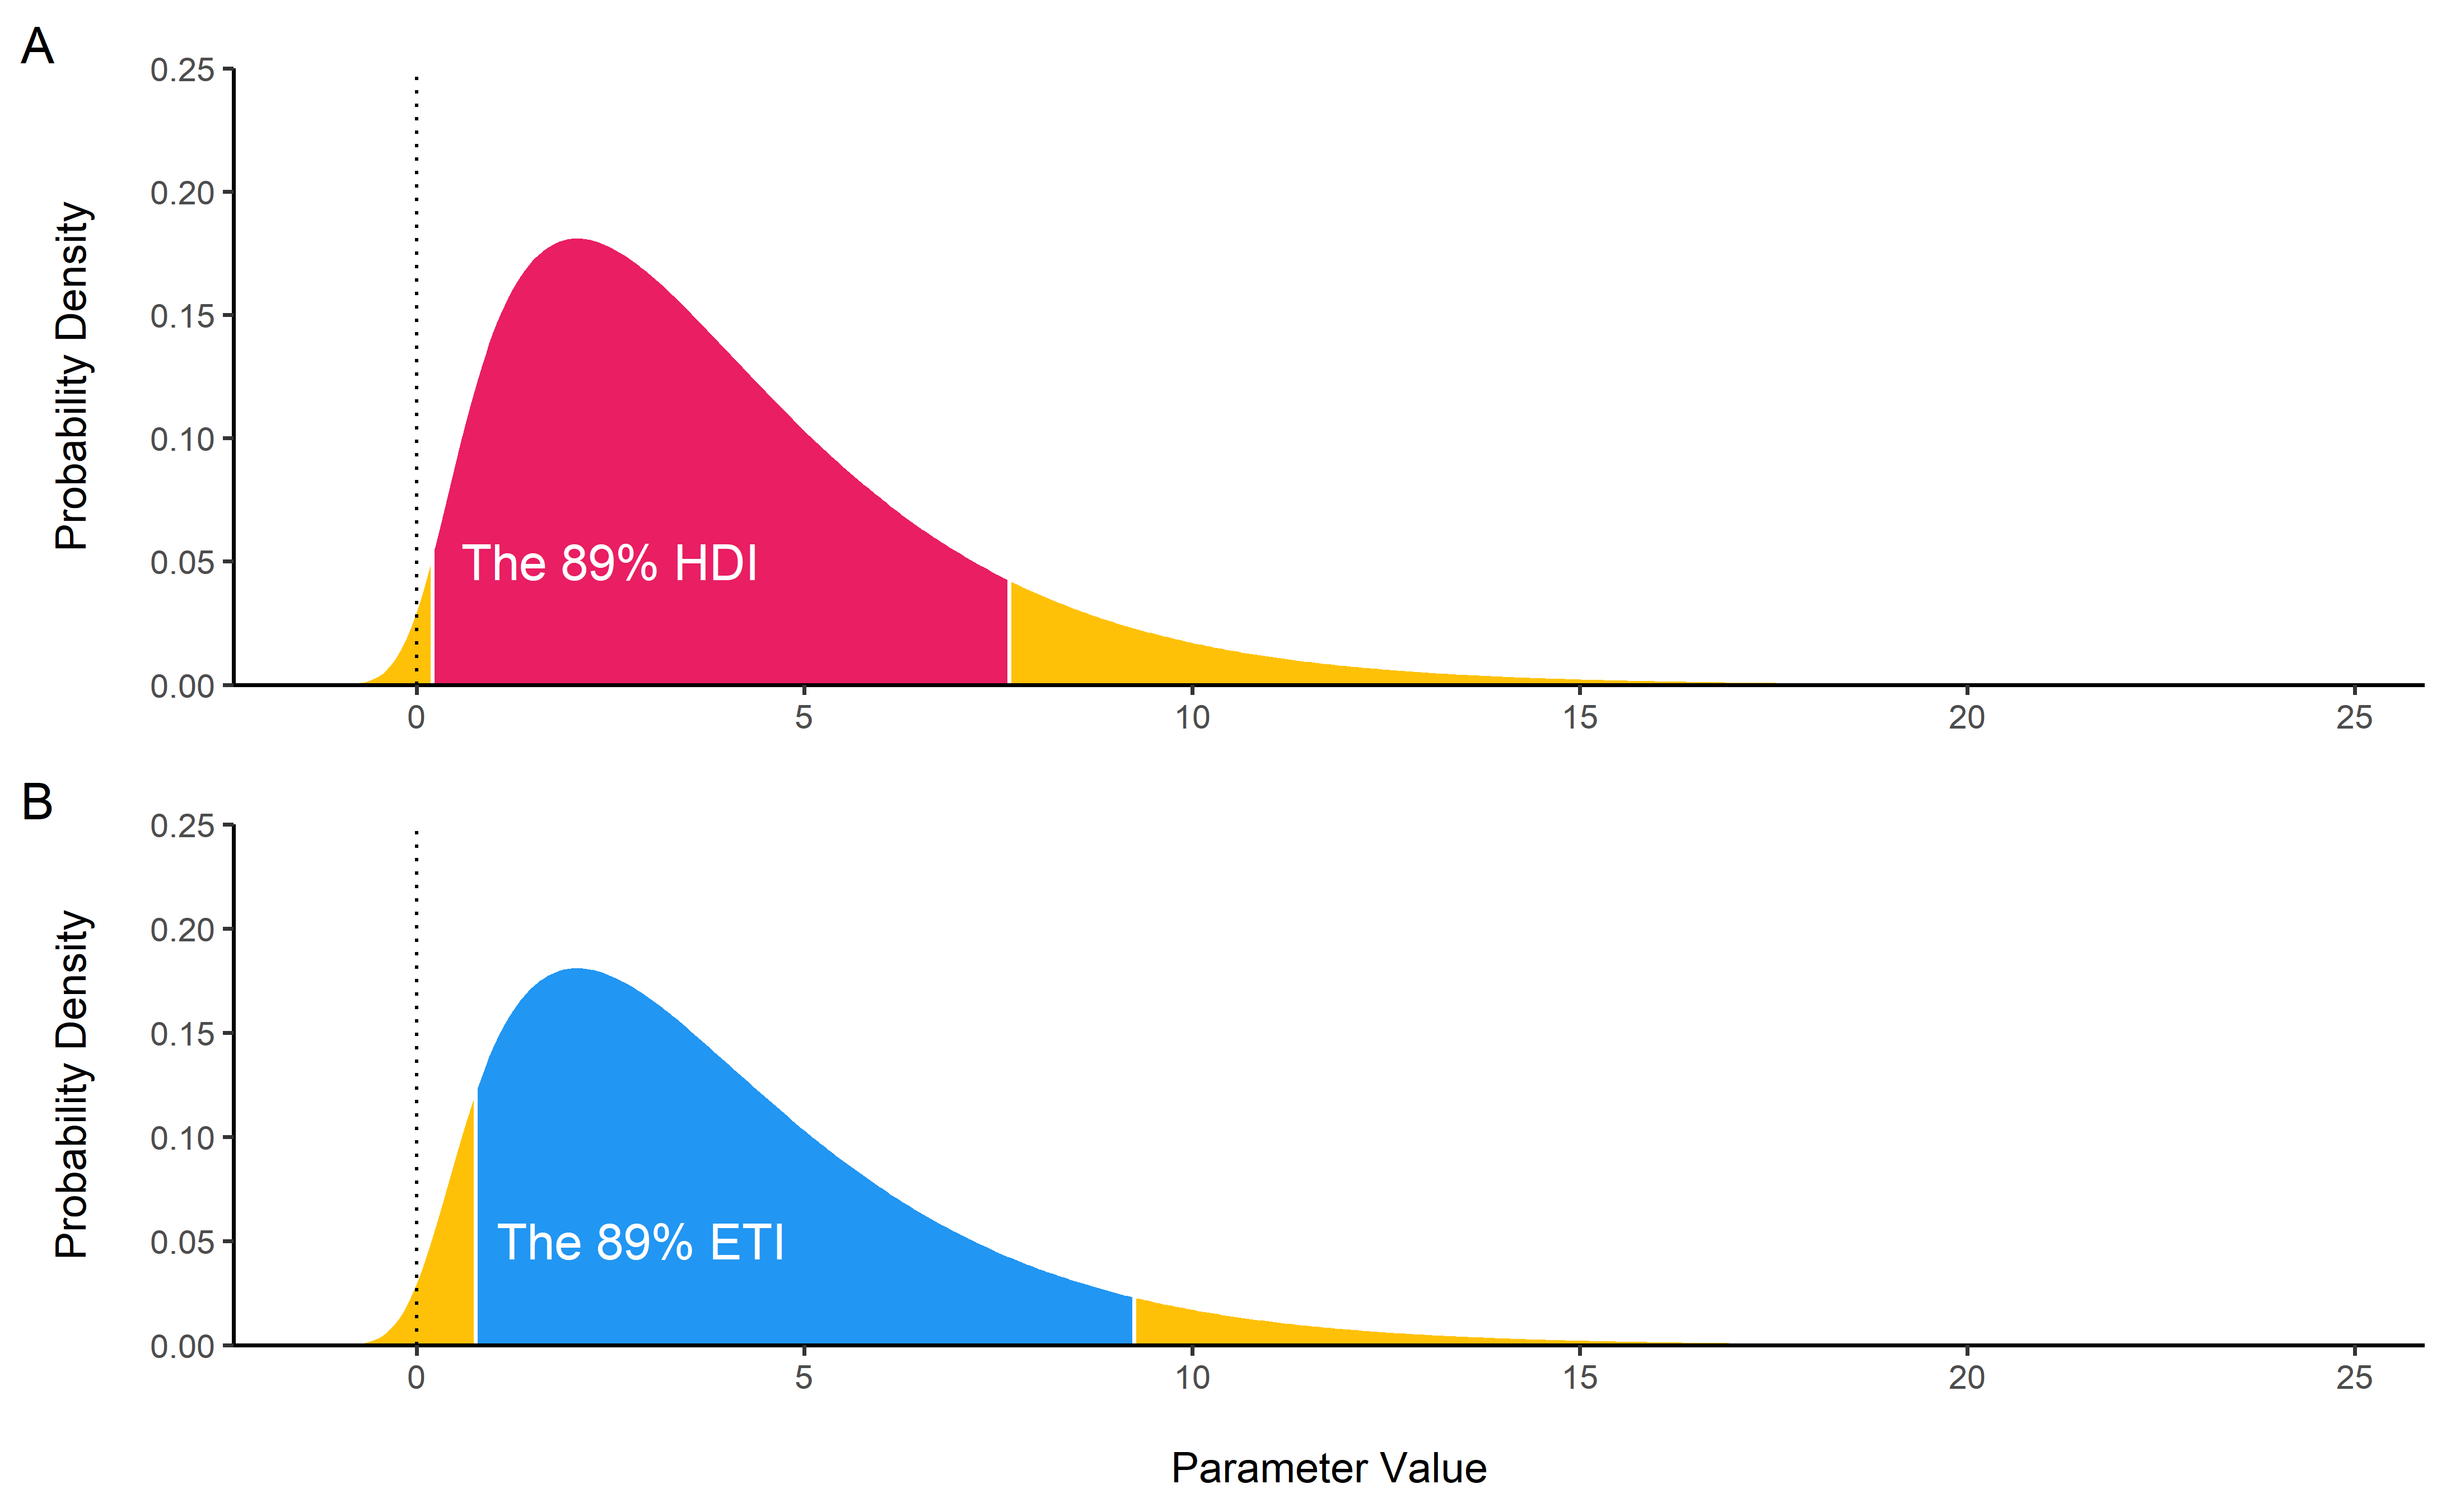 A
Probability Density
0.25
0.20
0.15
0.10
0.05
0.00
The 89% HDI
0 5 10 15 20 25
B
Probability Density
0.25
0.20
0.15
0.10
0.05
0.00
The 89% ETI
0 5 10 15 20 25
Parameter Value